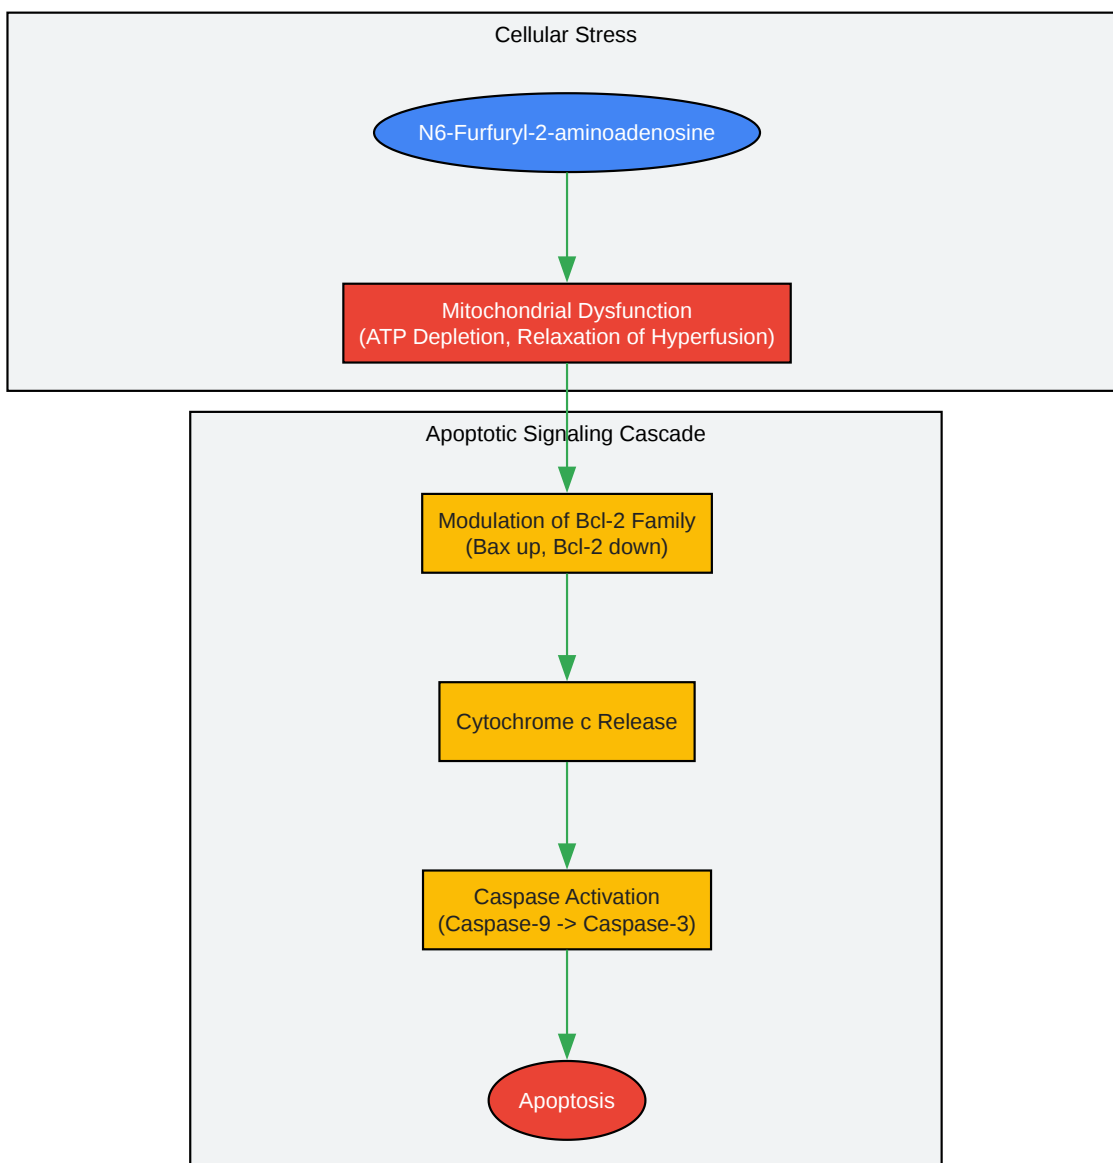 Cellular Stress
N6-Furfuryl-2-aminoadenosine
Mitochondrial Dysfunction
(ATP Depletion, Relaxation of Hyperfusion)
Apoptotic Signaling Cascade
Modulation of Bcl-2 Family
(Bax up, Bcl-2 down)
Cytochrome c Release
Caspase Activation
(Caspase-9 -> Caspase-3)
Apoptosis